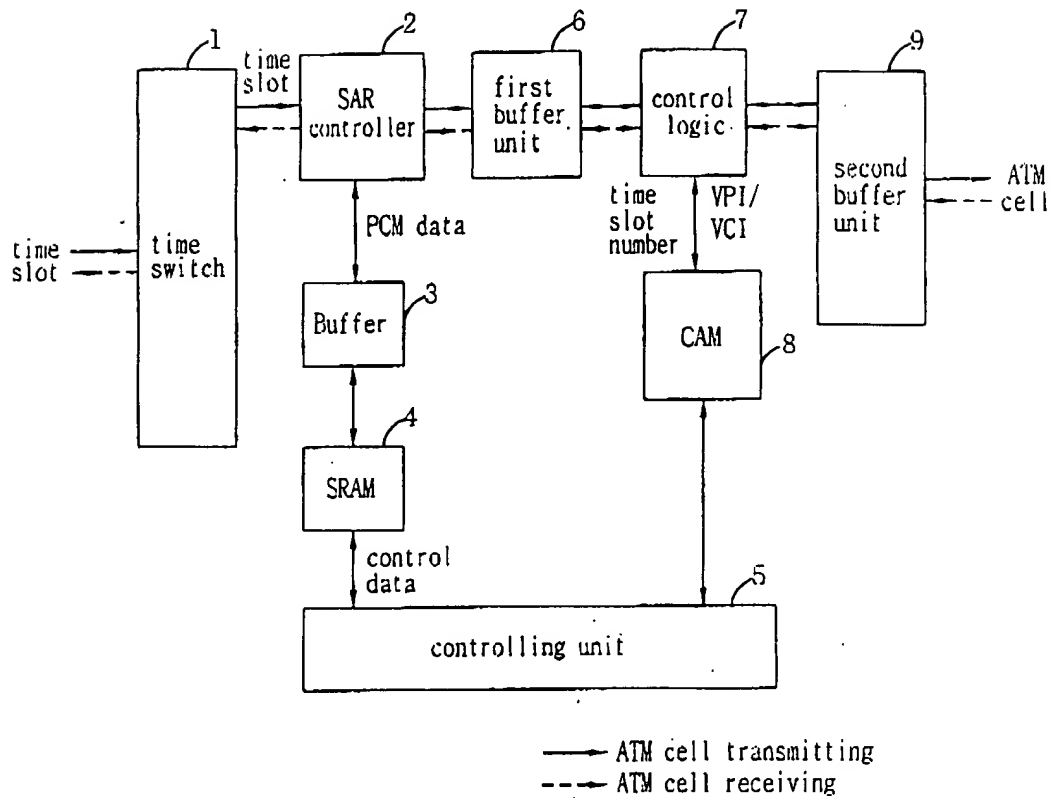 1
2
6
7
9
time
slot
SAR
controller
first
buffer
unit
control
logic
second
buffer
unit
ATM
cell
time
slot
time
switch
PCM data
time
slot
number
VPI/
VCI
3
Buffer
CAM
8
4
SRAM
control
data
5
controlling unit
ATM cell transmitting
ATM cell receiving